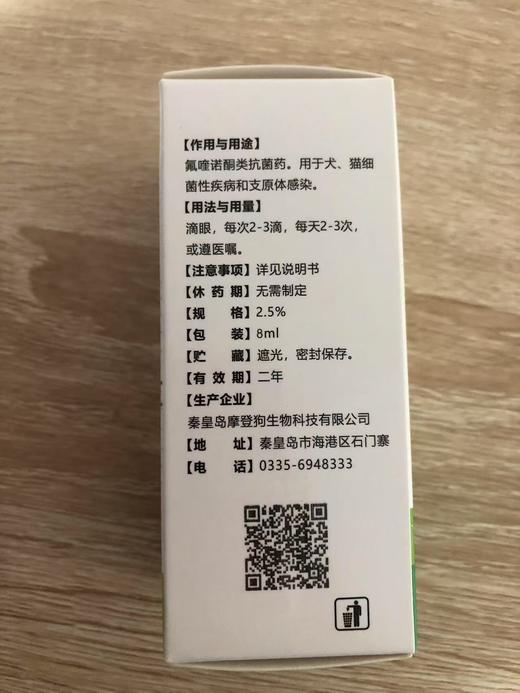 【作用与用途】
氟喹诺酮类抗菌药。用于犬、猫细
菌性疾病和支原体感染。
【用法与用量】
滴眼，每次2-3滴，每天2-3次，
或遵医嘱。
【注意事项】详见说明书
【休 药 期】无需制定
【规 格】2.5%
【包 装】8ml
【贮 藏】遮光，密封保存。
【有 效 期】二年
【生产企业】
秦皇岛摩登狗生物科技有限公司
【地 址】秦皇岛市海港区石门寨
【电 话】0335-6948333